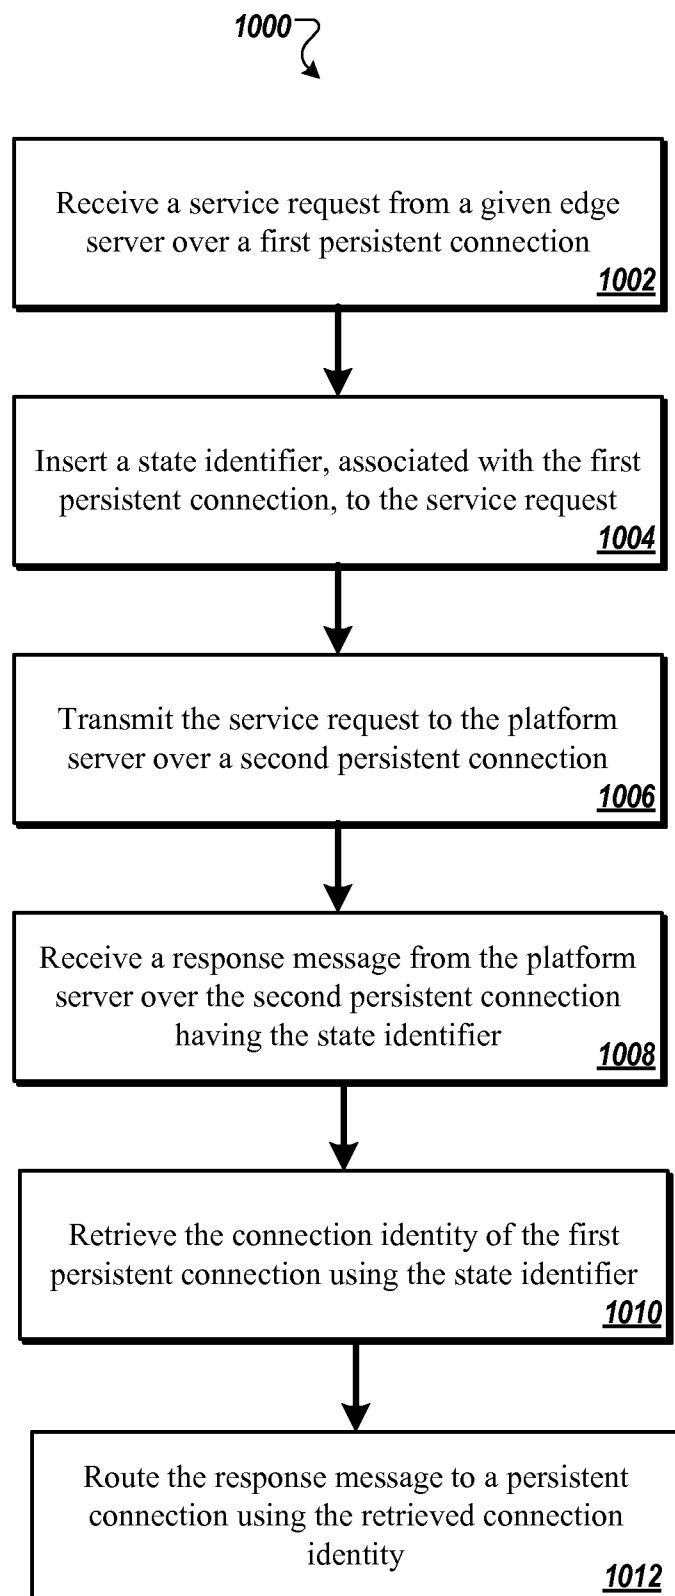 1000
Receive a service request from a given edge
server over a first persistent connection
1002
Insert a state identifier, associated with the first
persistent connection, to the service request
1004
Transmit the service request to the platform
server over a second persistent connection
1006
Receive a response message from the platform
server over the second persistent connection
having the state identifier
1008
Retrieve the connection identity of the first
persistent connection using the state identifier
1010
Route the response message to a persistent
connection using the retrieved connection
identity
1012